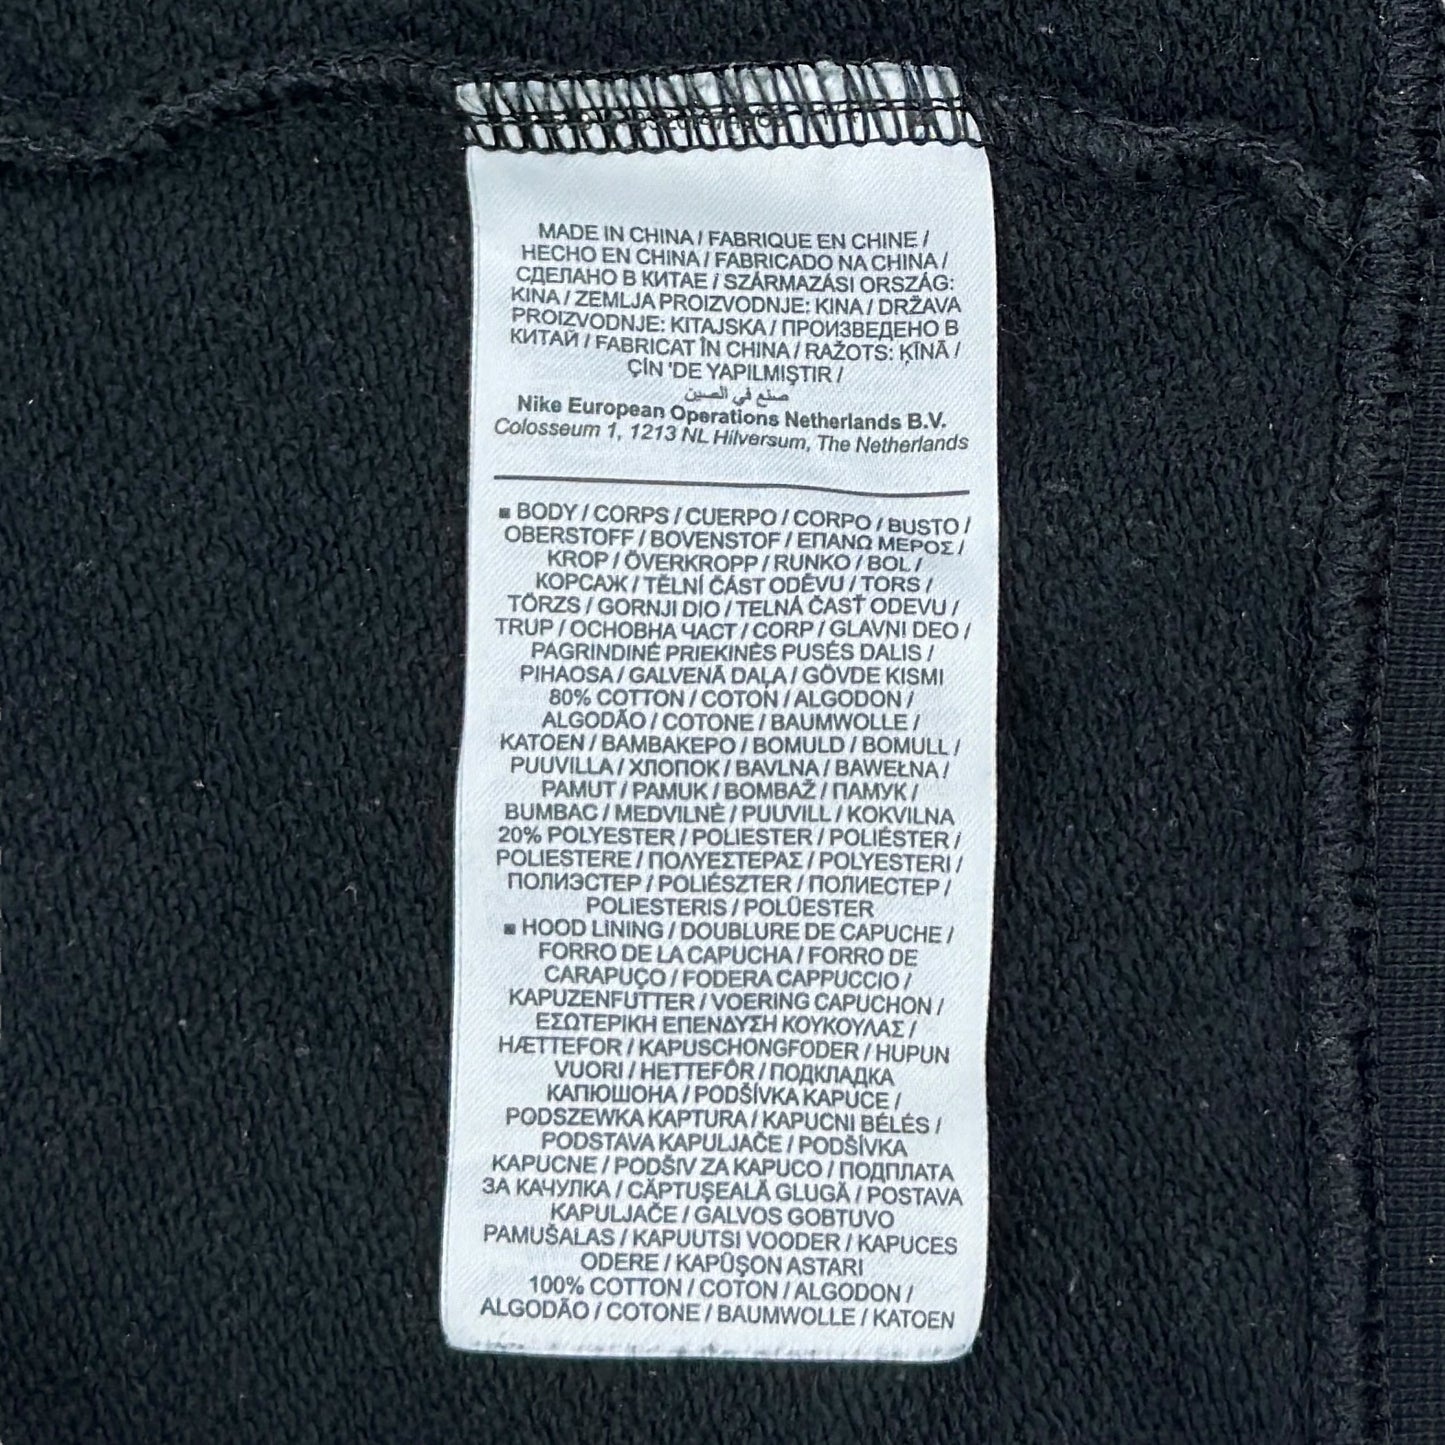 MADE IN CHINA / FABRIQUE EN CHINE /
HECHO EN CHINA / FABRICADO NA CHINA /
СДЕЛАНО В КИТАЕ / SZÁRMAZÁSI ORSZÁG:
KINA / ZEMLJA PROIZVODNJE: KINA / DRŽAVA
PROIZVODNJE: KITAJSKA / ПРОИЗВЕДЕНО В
КИТАЙ / FABRICAT ÎN CHINA / RAŽOTS: ĶĪNĀ /
ÇİN 'DE YAPILMIŞTIR /
صنع في الصين
Nike European Operations Netherlands B.V.
Colosseum 1, 1213 NL Hilversum, The Netherlands
■ BODY / CORPS / CUERPO / CORPO / BUSTO /
OBERSTOFF / BOVENSTOF / ΕΠΑΝΩ ΜΕΡΟΣ /
KROP / ÖVERKROPP / RUNKO / BOL /
КОРСАЖ / TĚLNÍ ČÁST ODĚVU / TORS /
TÖRZS / GORNJI DIO / TELNÁ ČASŤ ODEVU /
TRUP / ОСНОВНА ЧАСТ / CORP / GLAVNI DEO /
PAGRINDINĖ PRIEKINĖS PUSĖS DALIS /
PIHAOSA / GALVENĀ DAĻA / GÖVDE KISMI
80% COTTON / COTON / ALGODON /
ALGODÃO / COTONE / BAUMWOLLE /
KATOEN / ΒΑΜΒΑΚΕΡΟ / BOMULD / BOMULL /
PUUVILLA / ХЛОПОК / BAVLNA / BAWEŁNA /
PAMUT / PAMUK / BOMBAŽ / ПАМУК /
BUMBAC / MEDVILNĖ / PUUVILL / KOKVILNA
20% POLYESTER / POLIESTER / POLIÉSTER /
POLIESTERE / ΠΟΛΥΕΣΤΕΡΑΣ / POLYESTERI /
ПОЛИЭСТЕР / POLIÉSZTER / ПОЛИЕСТЕР /
POLIESTERIS / POLÜESTER
■ HOOD LINING / DOUBLURE DE CAPUCHE /
FORRO DE LA CAPUCHA / FORRO DE
CARAPUÇO / FODERA CAPPUCCIO /
KAPUZENFUTTER / VOERING CAPUCHON /
ΕΣΩΤΕΡΙΚΗ ΕΠΕΝΔΥΣΗ ΚΟΥΚΟΥΛΑΣ /
HÆTTEFOR / KAPUSCHONGFODER / HUPUN
VUORI / HETTEFÔR / ПОДКЛАДКА
КАПЮШОНА / PODŠÍVKA KAPUCE /
PODSZEWKA KAPTURA / KAPUCNI BÉLÉS /
PODSTAVA KAPULJAČE / PODŠÍVKA
KAPUCNE / PODŠIV ZA KAPUCO / ПОДПЛАТА
ЗА КАЧУЛКА / CĂPTUŞEALĂ GLUGĂ / POSTAVA
KAPULJAČE / GALVOS GOBTUVO
PAMUŠALAS / KAPUUTSI VOODER / KAPUCES
ODERE / KAPÜŞON ASTARI
100% COTTON / COTON / ALGODON /
ALGODÃO / COTONE / BAUMWOLLE / KATOEN